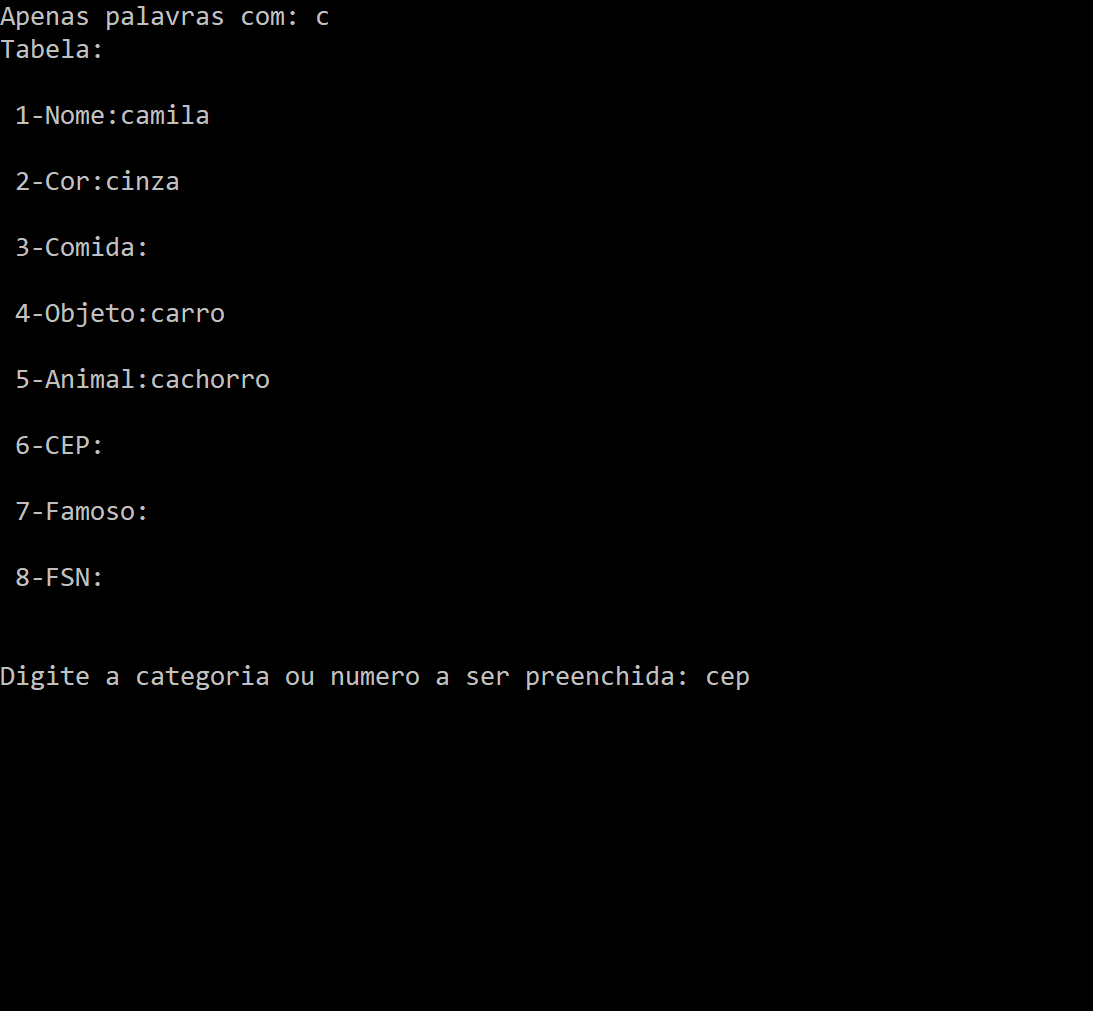 Apenas palavras com: c
Tabela:
1-Nome:camila
2-Cor:cinza
3-Comida:
4-Objeto:carro
5-Animal:cachorro
6-CEP:
7-Famoso:
8-FSN:
Digite a categoria ou numero a ser preenchida: cep